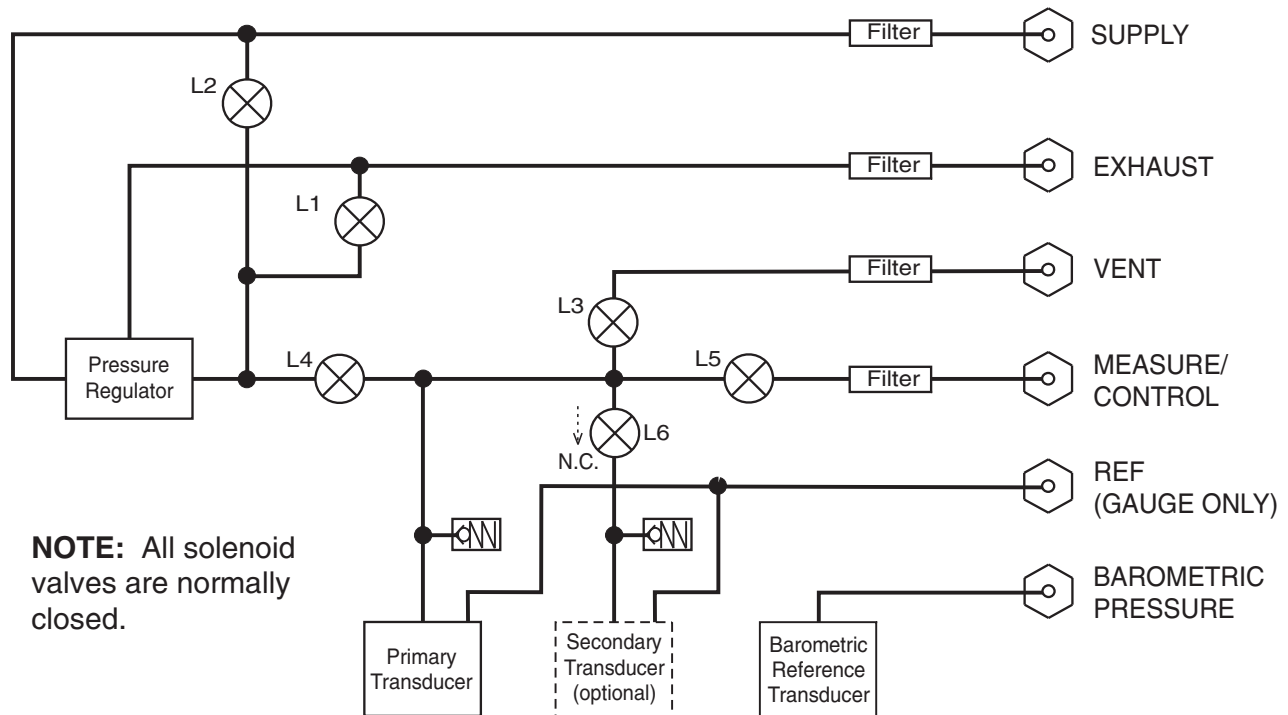 Filter
SUPPLY
L2
Filter
EXHAUST
L1
Filter
VENT
L3
Pressure
Regulator
L4
L5
Filter
MEASURE/
CONTROL
L6
N.C.
REF
(GAUGE ONLY)
NOTE: All solenoid
valves are normally
closed.
BAROMETRIC
PRESSURE
Primary
Transducer
Secondary
Transducer
(optional)
Barometric
Reference
Transducer